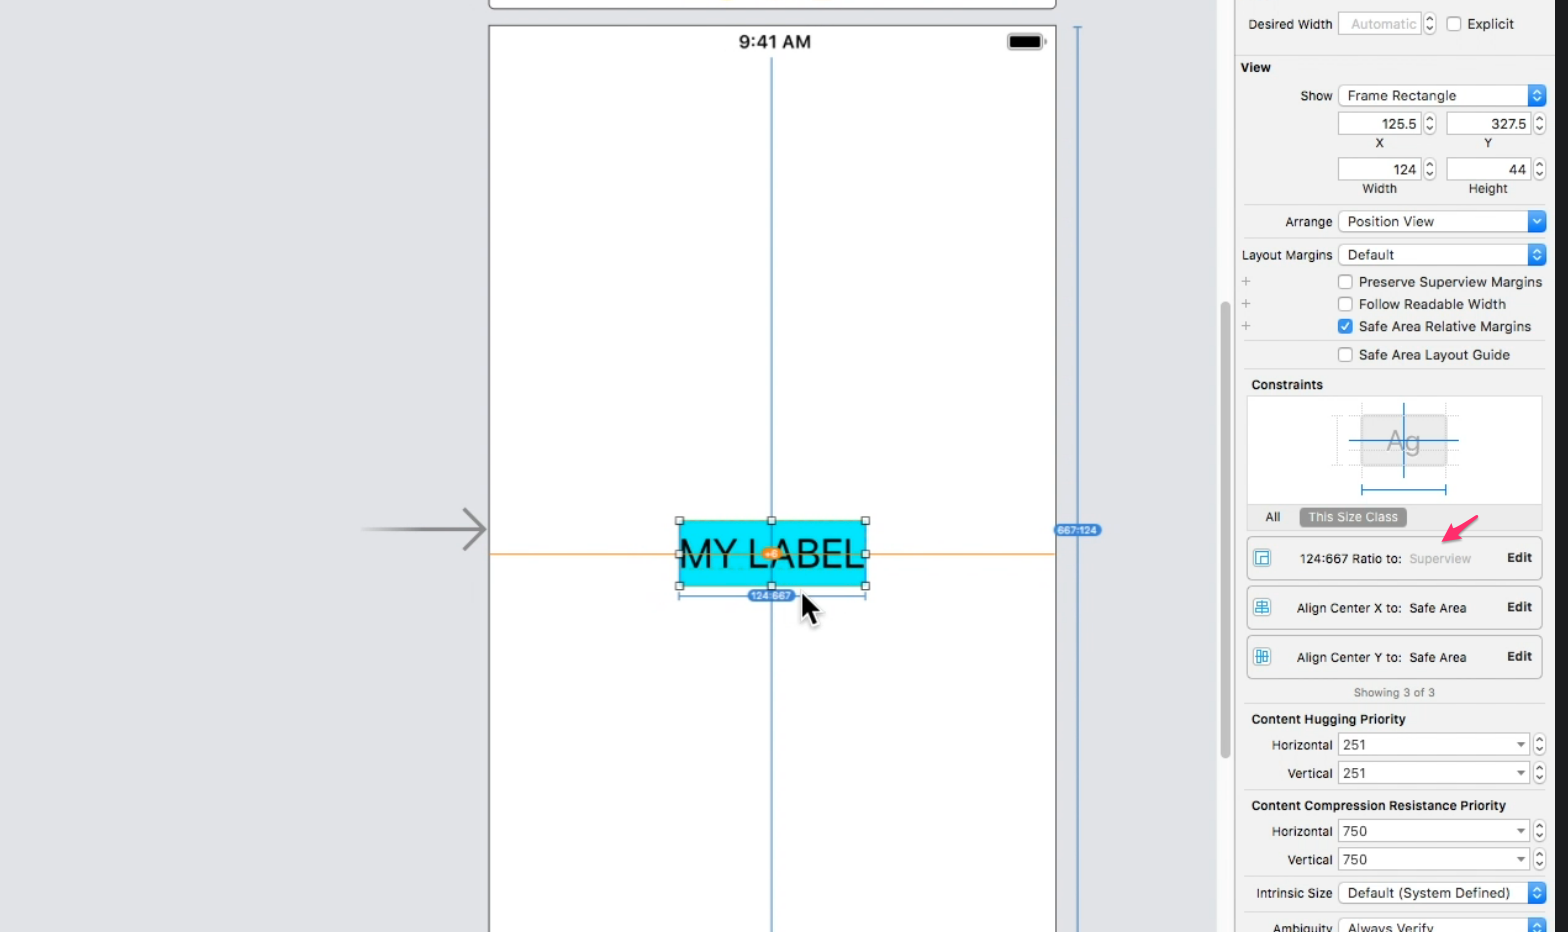 9:41 AM
667:124
MY LABEL
+6
124:667
Desired Width Automatic Explicit
View
Show Frame Rectangle
125.5 327.5
X Y
124 44
Width Height
Arrange Position View
Layout Margins Default
+ Preserve Superview Margins
+ Follow Readable Width
+ Safe Area Relative Margins
Safe Area Layout Guide
Constraints
Ag
All This Size Class
124:667 Ratio to: Superview Edit
Align Center X to: Safe Area Edit
Align Center Y to: Safe Area Edit
Showing 3 of 3
Content Hugging Priority
Horizontal 251
Vertical 251
Content Compression Resistance Priority
Horizontal 750
Vertical 750
Intrinsic Size Default (System Defined)
Ambiguity Always Verify